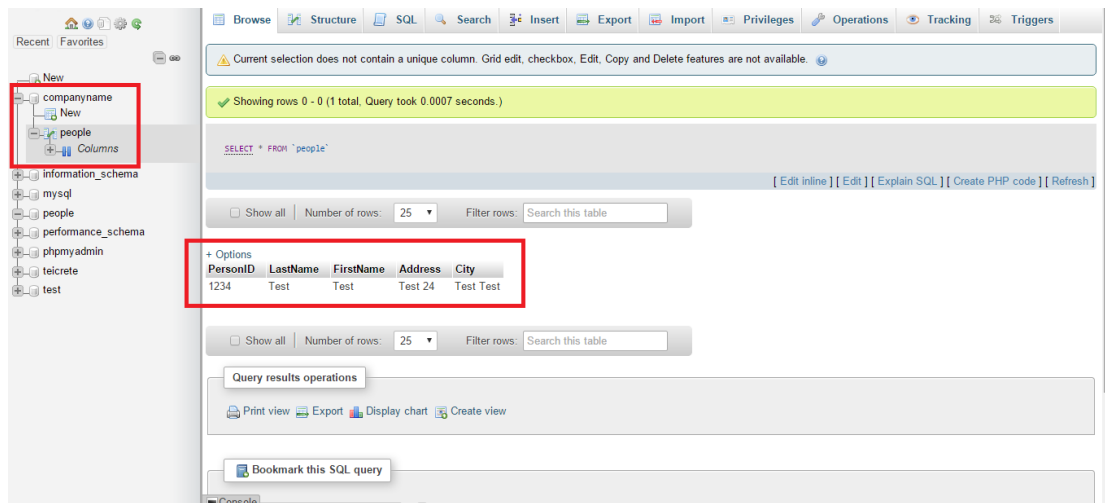 Recent Favorites
New
companyname
New
people
Columns
information_schema
mysql
people
performance_schema
phpmyadmin
teicrete
test
Browse Structure SQL Search Insert Export Import Privileges Operations Tracking Triggers
Current selection does not contain a unique column. Grid edit, checkbox, Edit, Copy and Delete features are not available.
Showing rows 0 - 0 (1 total, Query took 0.0007 seconds.)
SELECT * FROM `people`
[ Edit inline ] [ Edit ] [ Explain SQL ] [ Create PHP code ] [ Refresh ]
Show all Number of rows: 25 Filter rows: Search this table
+ Options
PersonID LastName FirstName Address City
1234 Test Test Test 24 Test Test
Show all Number of rows: 25 Filter rows: Search this table
Query results operations
Print view Export Display chart Create view
Bookmark this SQL query
Console